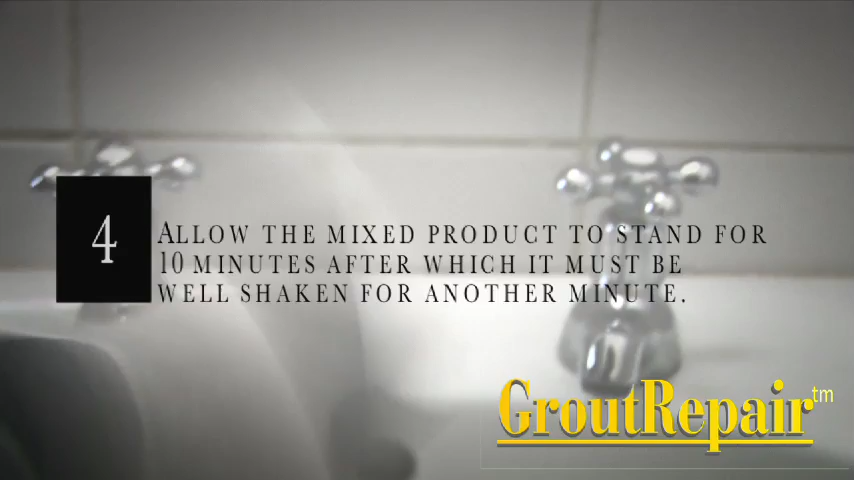 4
ALLOW THE MIXED PRODUCT TO STAND FOR
10 MINUTES AFTER WHICH IT MUST BE
WELL SHAKEN FOR ANOTHER MINUTE.
GroutRepair tm